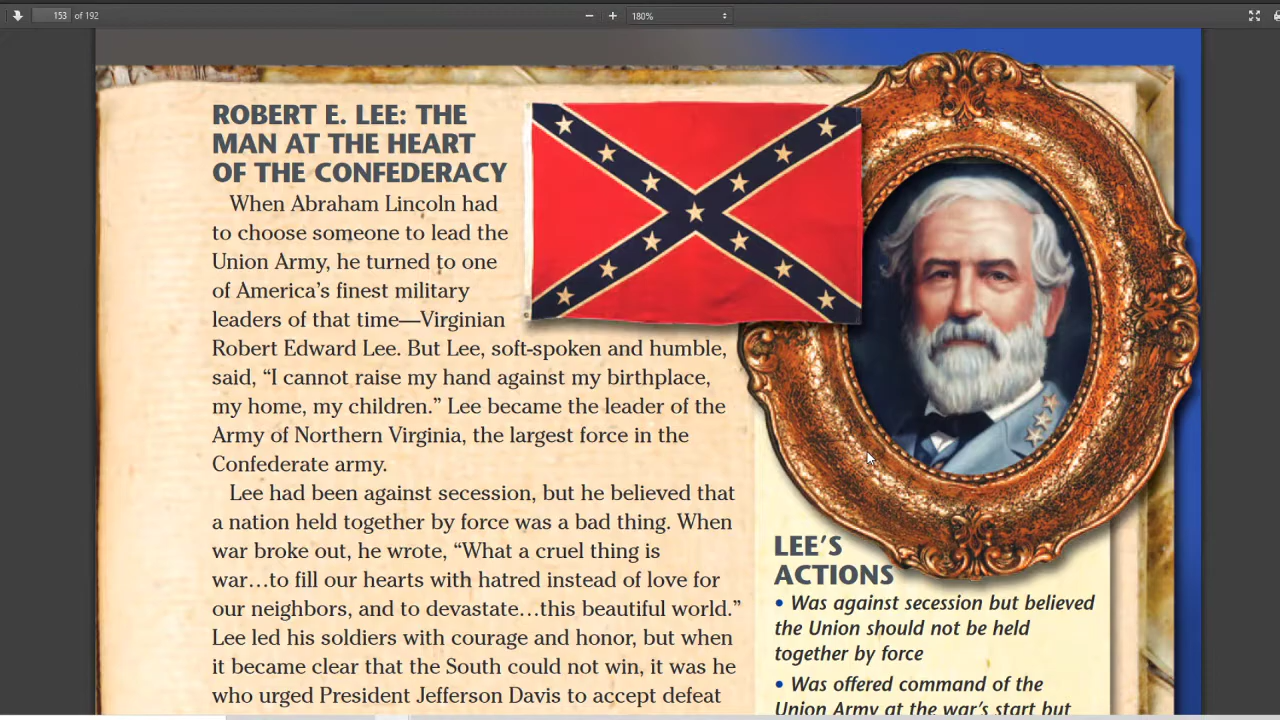 153 of 192
180%
ROBERT E. LEE: THE
MAN AT THE HEART
OF THE CONFEDERACY
When Abraham Lincoln had
to choose someone to lead the
Union Army, he turned to one
of America’s finest military
leaders of that time—Virginian
Robert Edward Lee. But Lee, soft-spoken and humble,
said, “I cannot raise my hand against my birthplace,
my home, my children.” Lee became the leader of the
Army of Northern Virginia, the largest force in the
Confederate army.
Lee had been against secession, but he believed that
a nation held together by force was a bad thing. When
war broke out, he wrote, “What a cruel thing is
war…to fill our hearts with hatred instead of love for
our neighbors, and to devastate…this beautiful world.”
Lee led his soldiers with courage and honor, but when
it became clear that the South could not win, it was he
who urged President Jefferson Davis to accept defeat
LEE’S
ACTIONS
• Was against secession but believed
the Union should not be held
together by force
• Was offered command of the
Union Army at the war’s start but